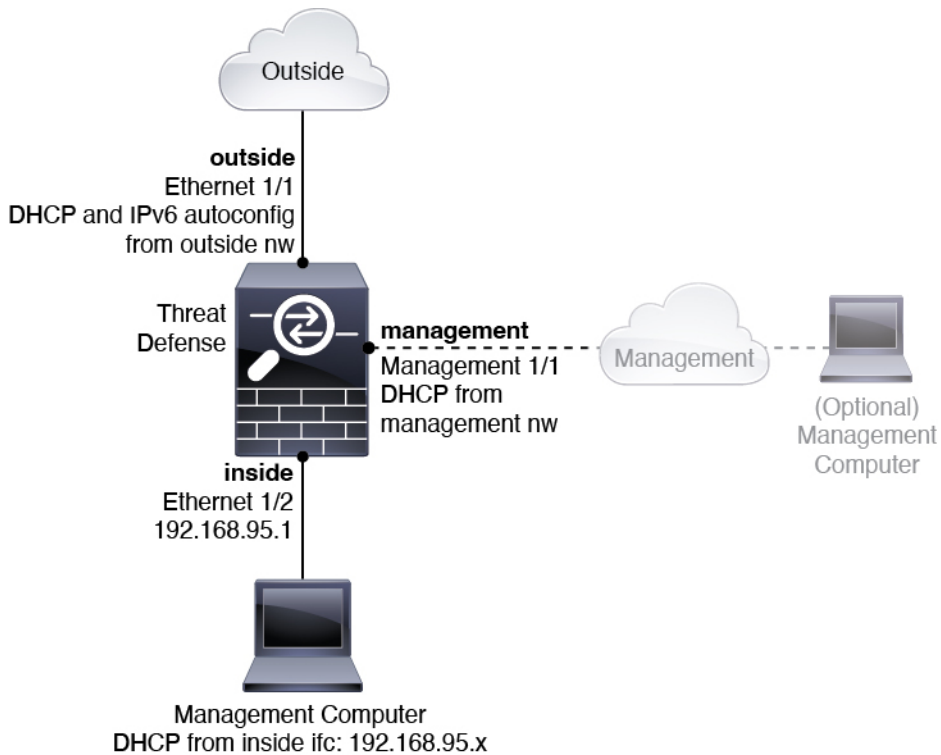 Outside
outside
Ethernet 1/1
DHCP and IPv6 autoconfig
from outside nw
Threat
Defense
management
Management 1/1
DHCP from
management nw
Management
(Optional)
Management
Computer
inside
Ethernet 1/2
192.168.95.1
Management Computer
DHCP from inside ifc: 192.168.95.x